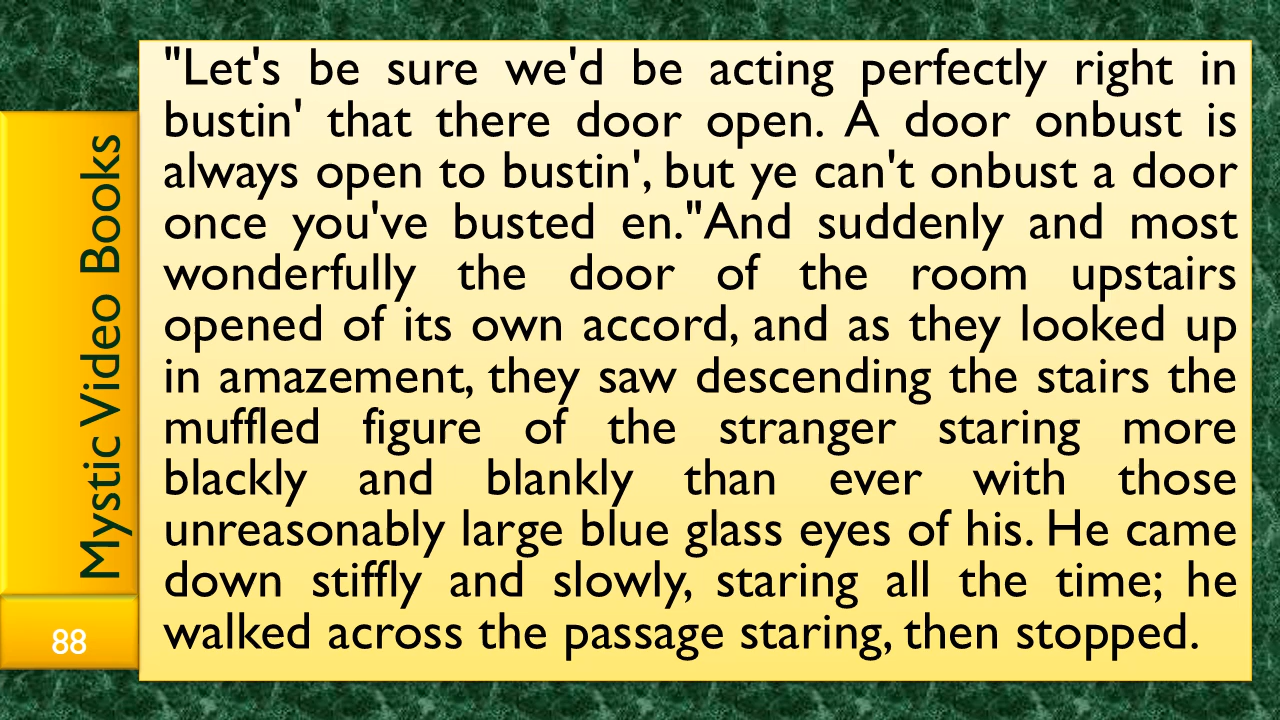 "Let's be sure we'd be acting perfectly right in
bustin' that there door open. A door onbust is
always open to bustin', but ye can't onbust a door
once you've busted en."And suddenly and most
wonderfully the door of the room upstairs
opened of its own accord, and as they looked up
in amazement, they saw descending the stairs the
muffled figure of the stranger staring more
blackly and blankly than ever with those
unreasonably large blue glass eyes of his. He came
down stiffly and slowly, staring all the time; he
walked across the passage staring, then stopped.
Mystic Video Books
88